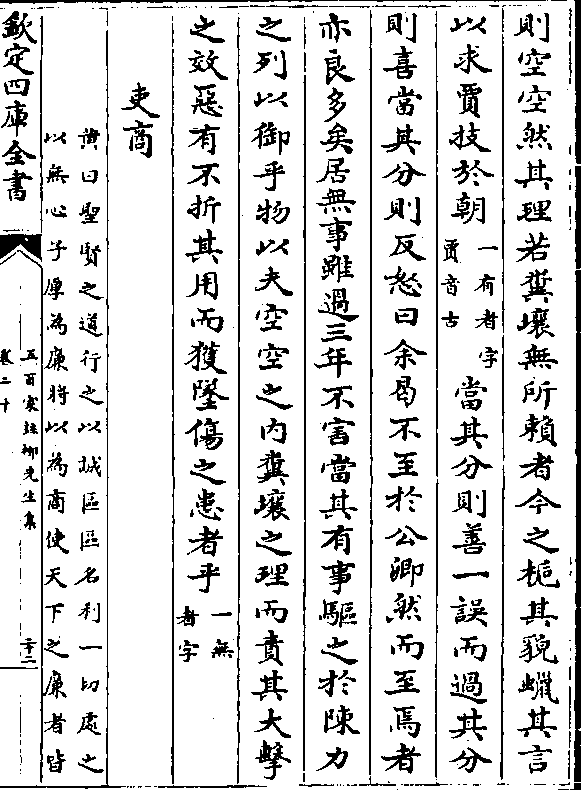 則空空然其理若糞壤無所賴者今之梔其貌蠟其言
以求賈技於朝一有者字賈音古當其分則善一誤而過其分
則喜當其分則反怒曰余曷不至於公卿然而至焉者
亦良多矣居無事雖過三年不害當其有事驅之於陳力
之列以御乎物以夫空空之内糞壤之理而責其大擊
之效惡有不折其用而獲墜傷之患者乎一無者字
吏商
黄曰聖賢之道行之以誠區區名利一切處之
以無心子厚為廉將以為商使天下之廉者皆
欽定四庫全書
五百家註柳先生集
卷二十
二十二